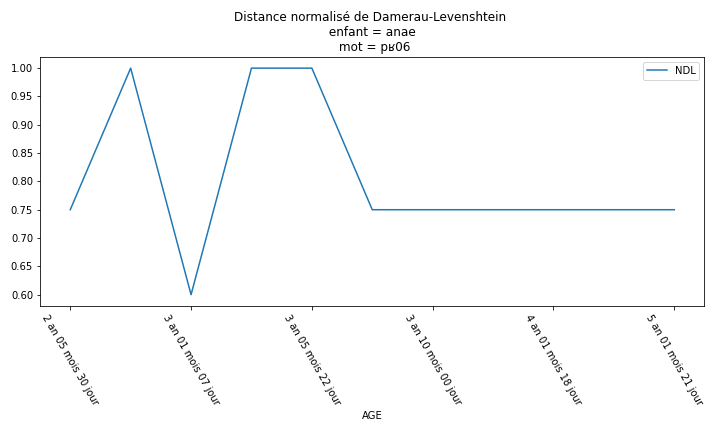 Distance normalisé de Damerau-Levenshtein
enfant = anae
mot = pʁ06
NDL
1.00
0.95
0.90
0.85
0.80
0.75
0.70
0.65
0.60
2 an 05 mois 30 jour
3 an 01 mois 07 jour
3 an 05 mois 22 jour
3 an 10 mois 00 jour
4 an 01 mois 18 jour
5 an 01 mois 21 jour
AGE